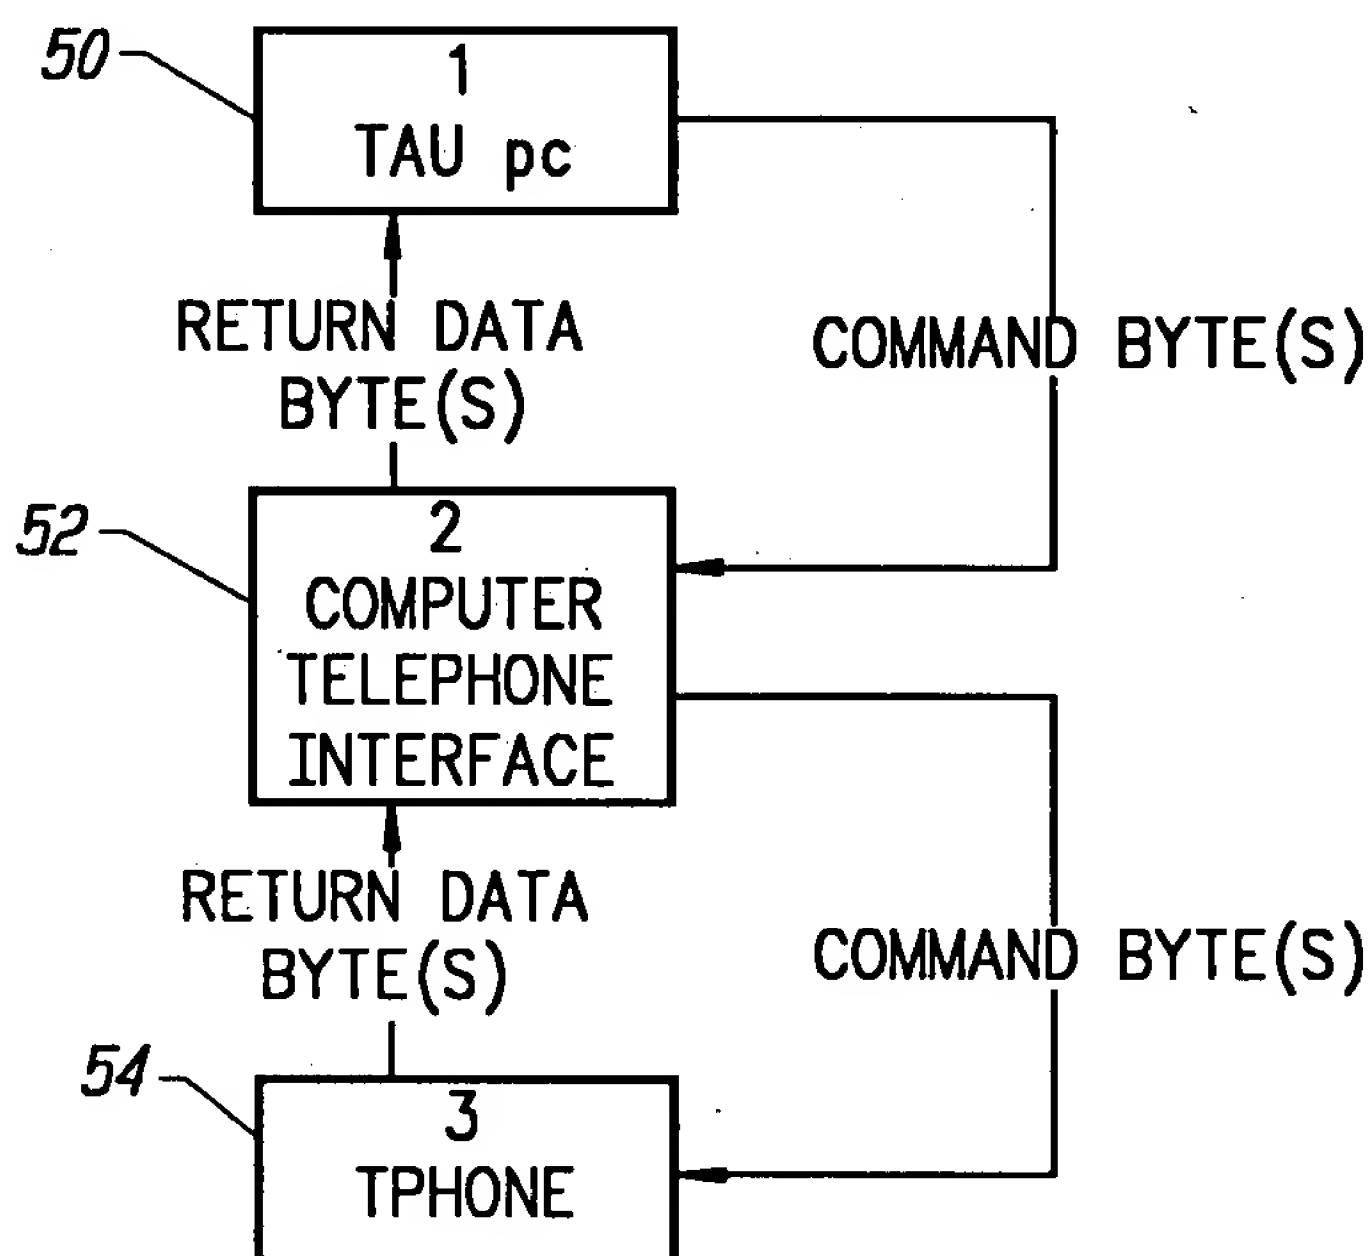 50
1
TAU pc
RETURN DATA
BYTE(S)
COMMAND BYTE(S)
52
2
COMPUTER
TELEPHONE
INTERFACE
RETURN DATA
BYTE(S)
COMMAND BYTE(S)
54
3
TPHONE